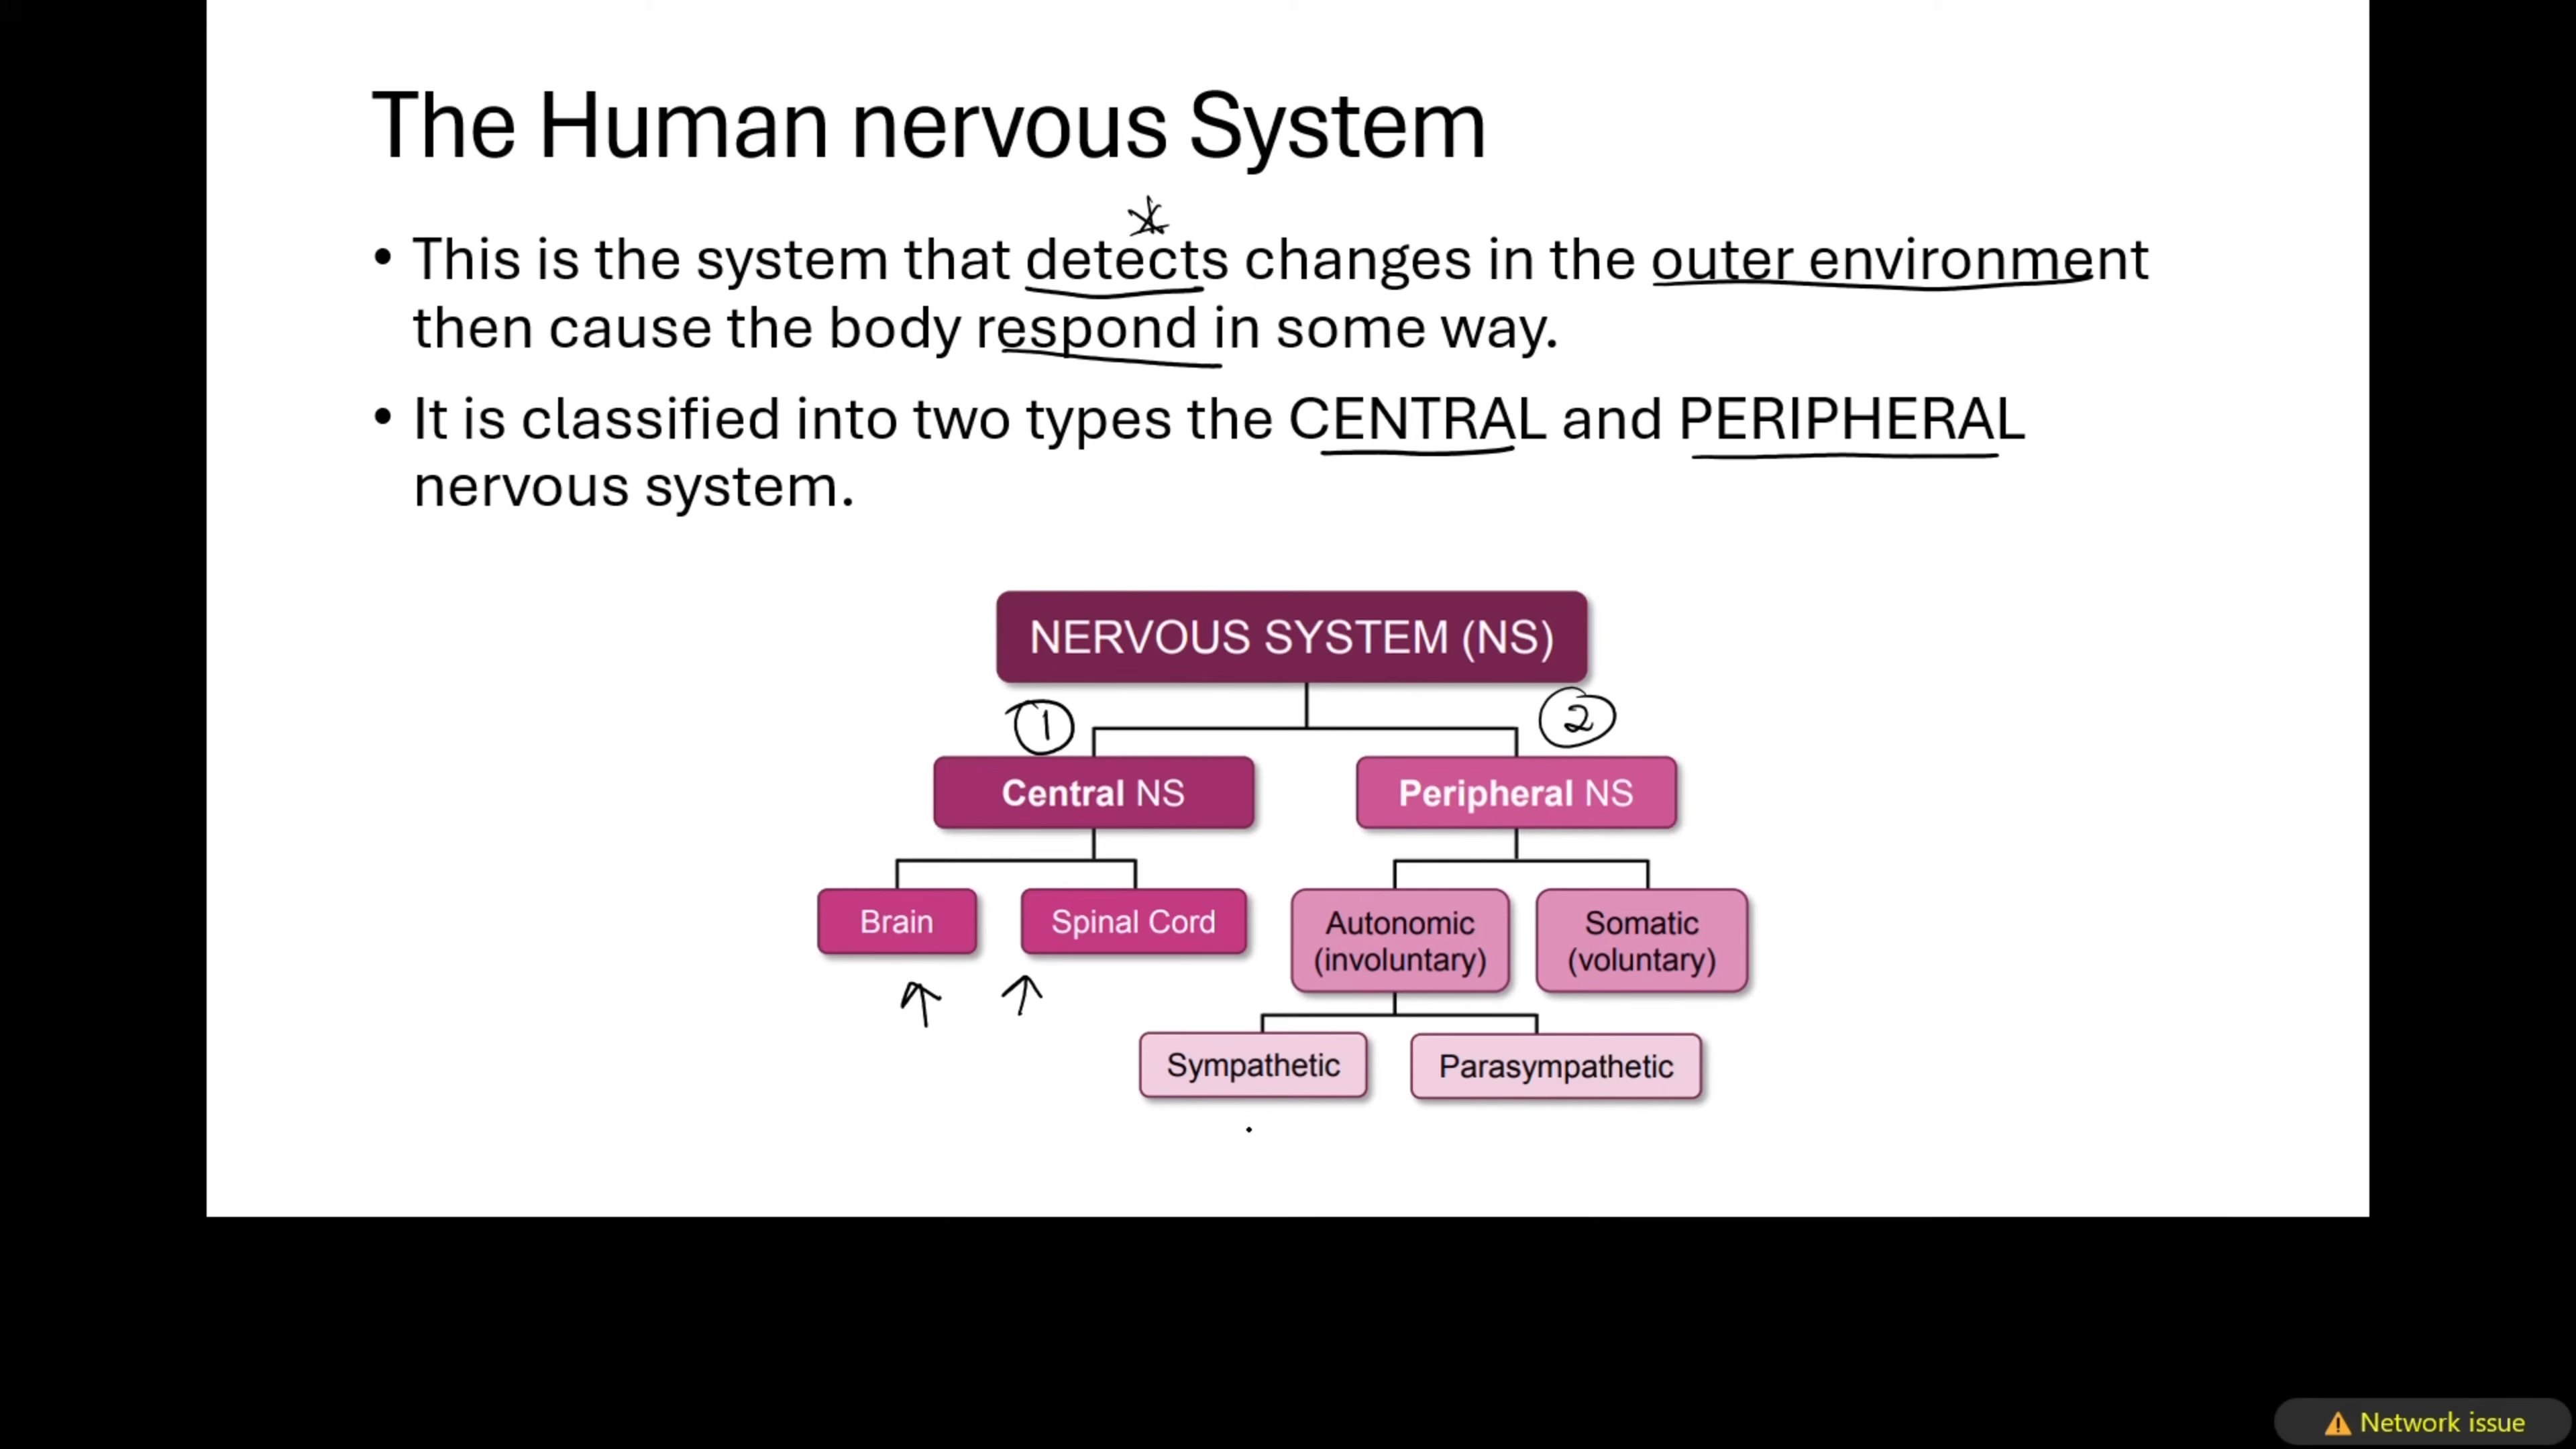 The Human nervous System
• This is the system that detects changes in the outer environment
then cause the body respond in some way.
• It is classified into two types the CENTRAL and PERIPHERAL
nervous system.
NERVOUS SYSTEM (NS)
1
2
Central NS
Peripheral NS
Brain
Spinal Cord
Autonomic
(involuntary)
Somatic
(voluntary)
Sympathetic
Parasympathetic
Network issue